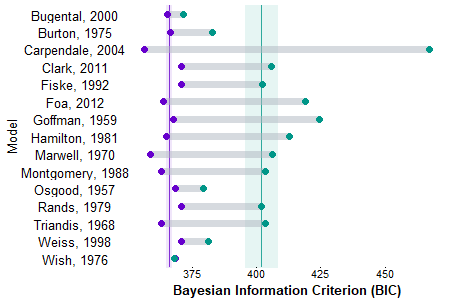 Bugental, 2000
Burton, 1975
Carpendale, 2004
Clark, 2011
Fiske, 1992
Foa, 2012
Goffman, 1959
Hamilton, 1981
Marwell, 1970
Montgomery, 1988
Osgood, 1957
Rands, 1979
Triandis, 1968
Weiss, 1998
Wish, 1976
Model
375 400 425 450
Bayesian Information Criterion (BIC)